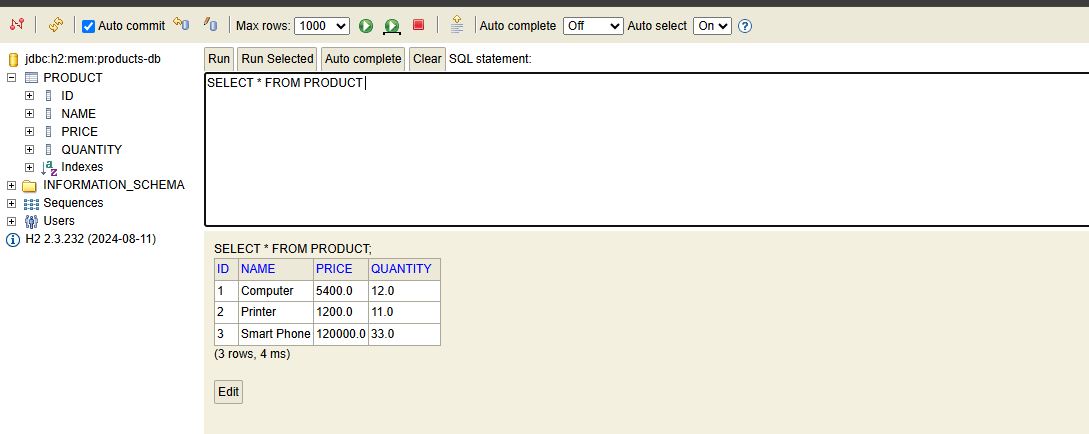 Auto commit Max rows: 1000 Auto complete Off Auto select On
jdbc:h2:mem:products-db
PRODUCT
ID
NAME
PRICE
QUANTITY
Indexes
INFORMATION_SCHEMA
Sequences
Users
H2 2.3.232 (2024-08-11)
Run Run Selected Auto complete Clear SQL statement:
SELECT * FROM PRODUCT
SELECT * FROM PRODUCT;
ID NAME PRICE QUANTITY
1 Computer 5400.0 12.0
2 Printer 1200.0 11.0
3 Smart Phone 120000.0 33.0
(3 rows, 4 ms)
Edit